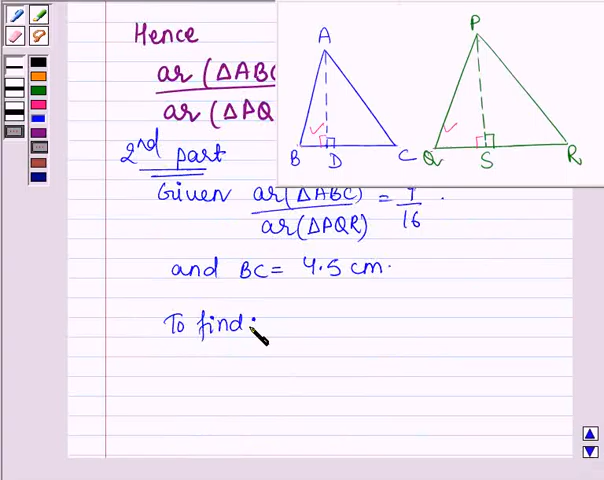 Hence
ar (ΔABC
ar (ΔPQ
A
B D C
P
Q S R
2nd part
Given ar(ΔABC) =
ar(ΔPQR) 16 .
and BC = 4.5 cm.
To find: